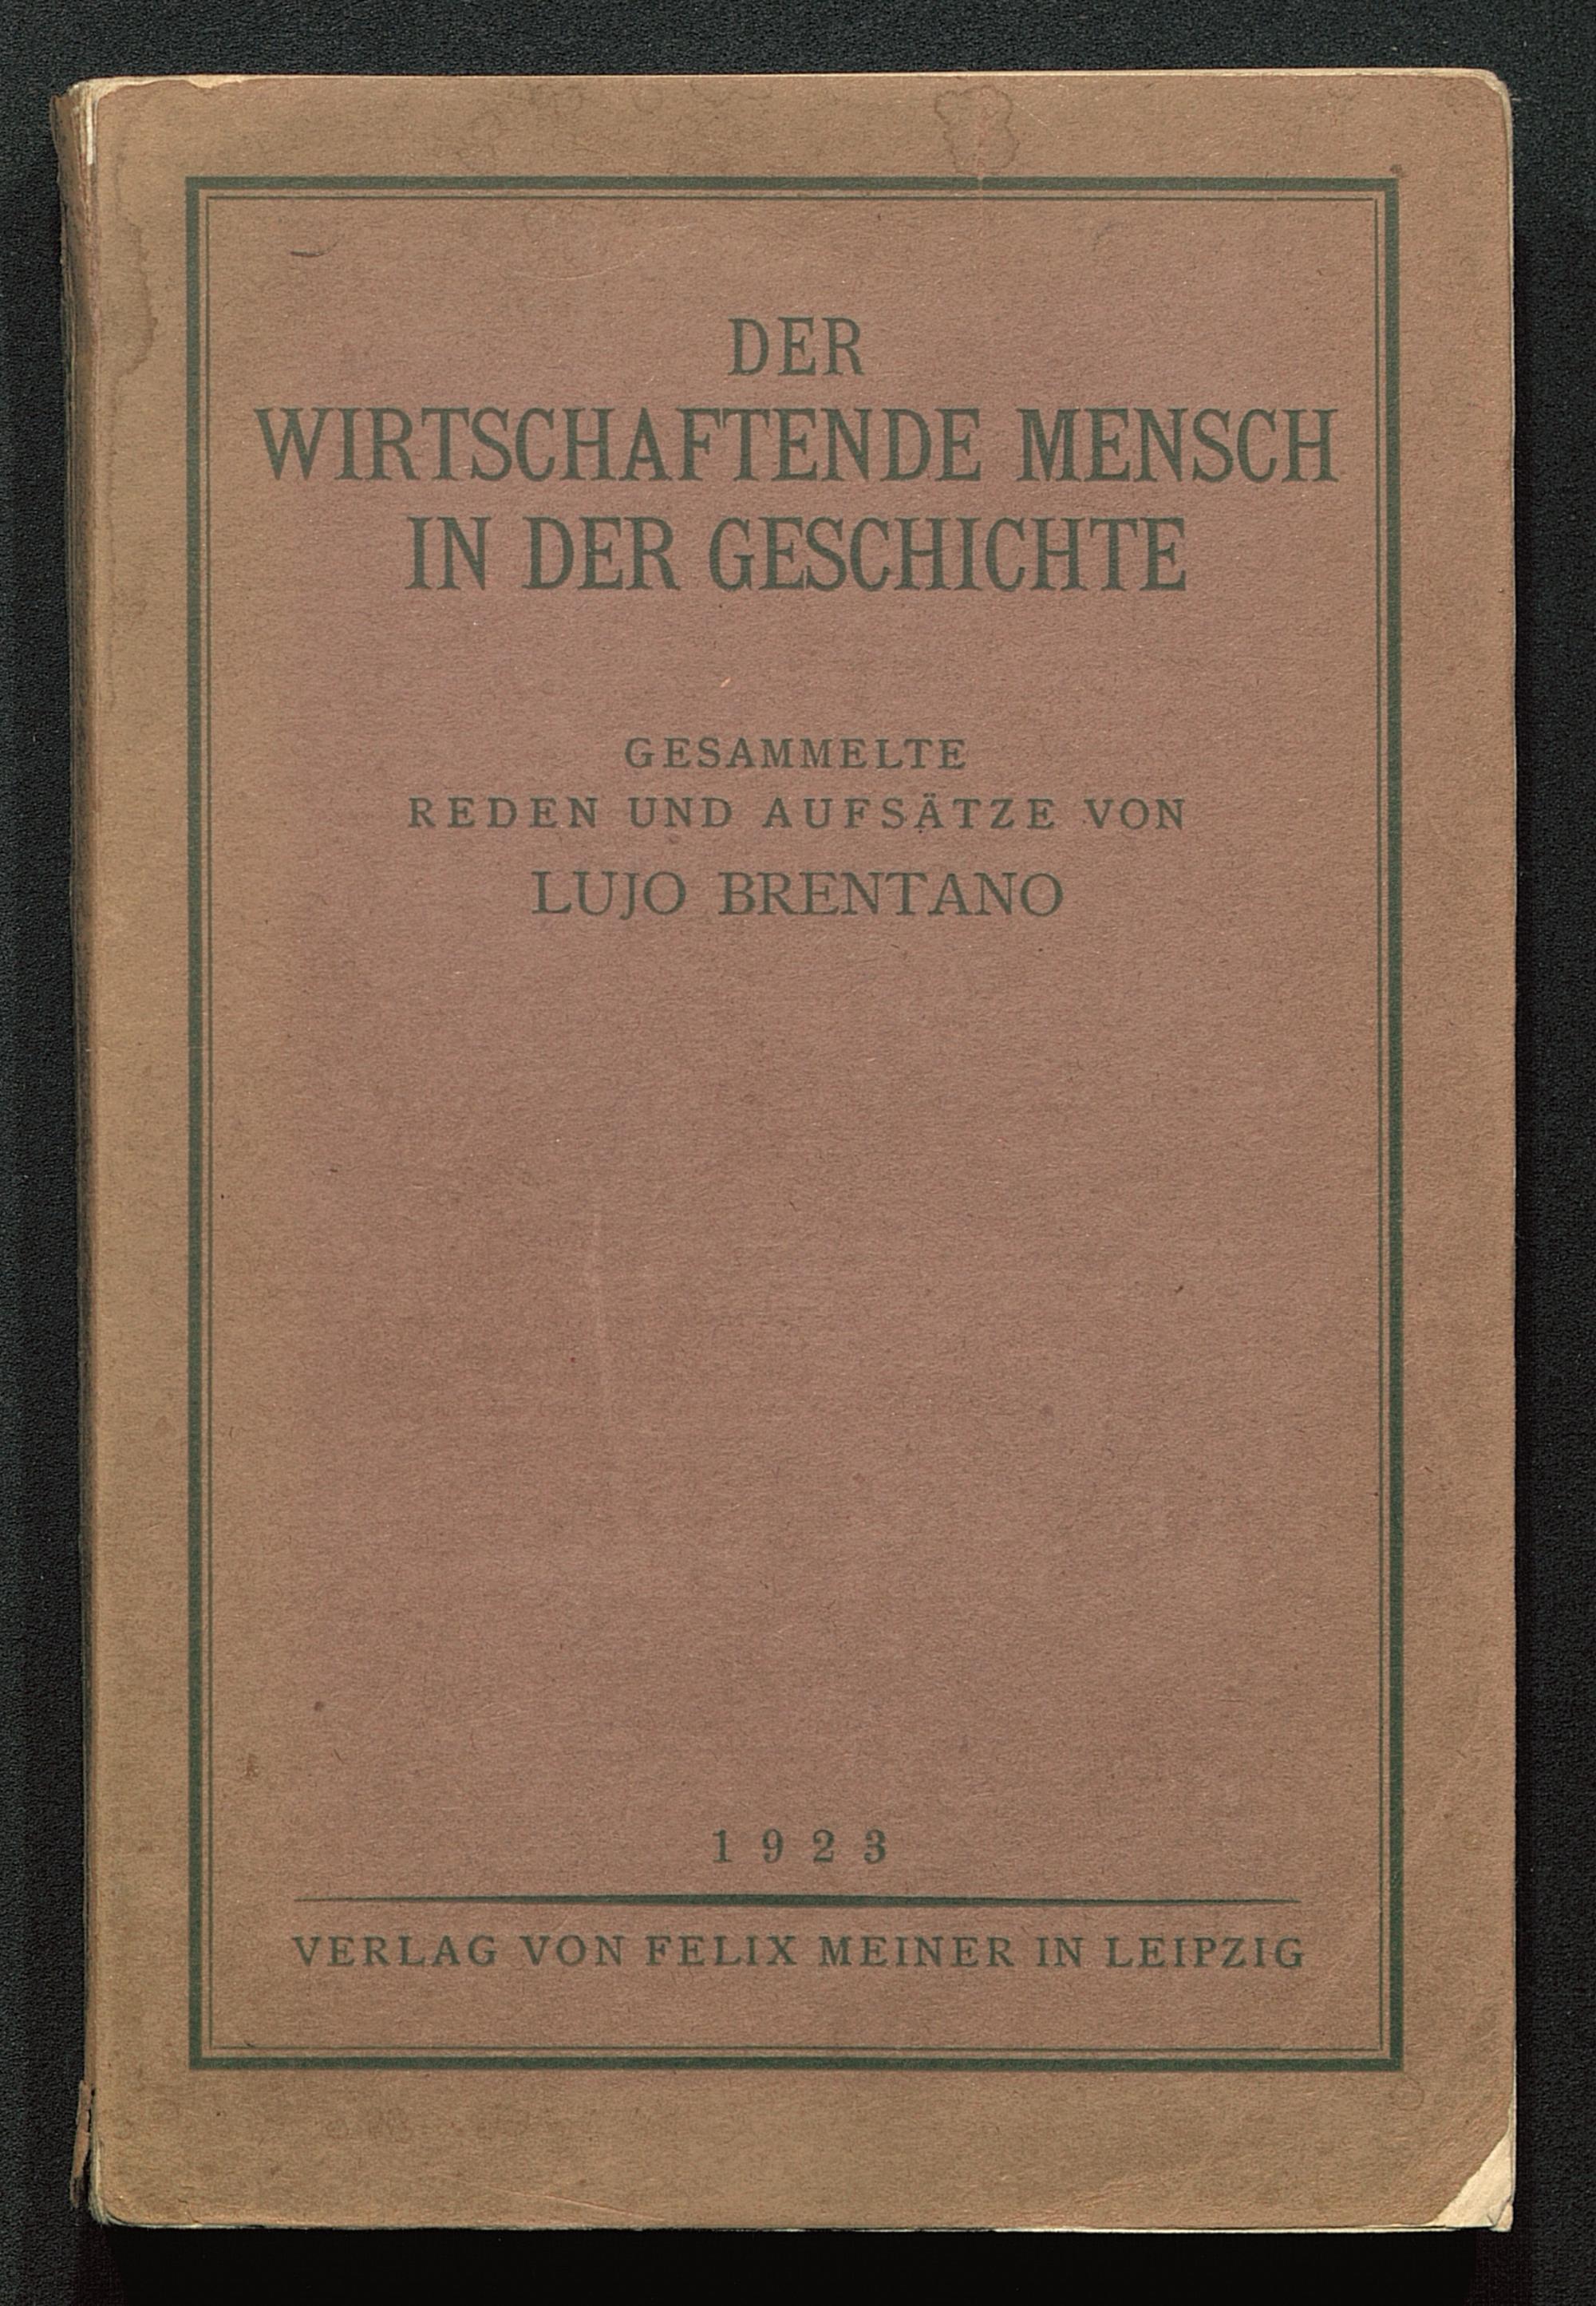 DER
WIRTSCHAFTENDE MENSCH
IN DER GESCHICHTE
GESAMMELTE
REDEN UND AUFSÄTZE VON
LUJO BRENTANO
1923
VERLAG VON FELIX MEINER IN LEIPZIG